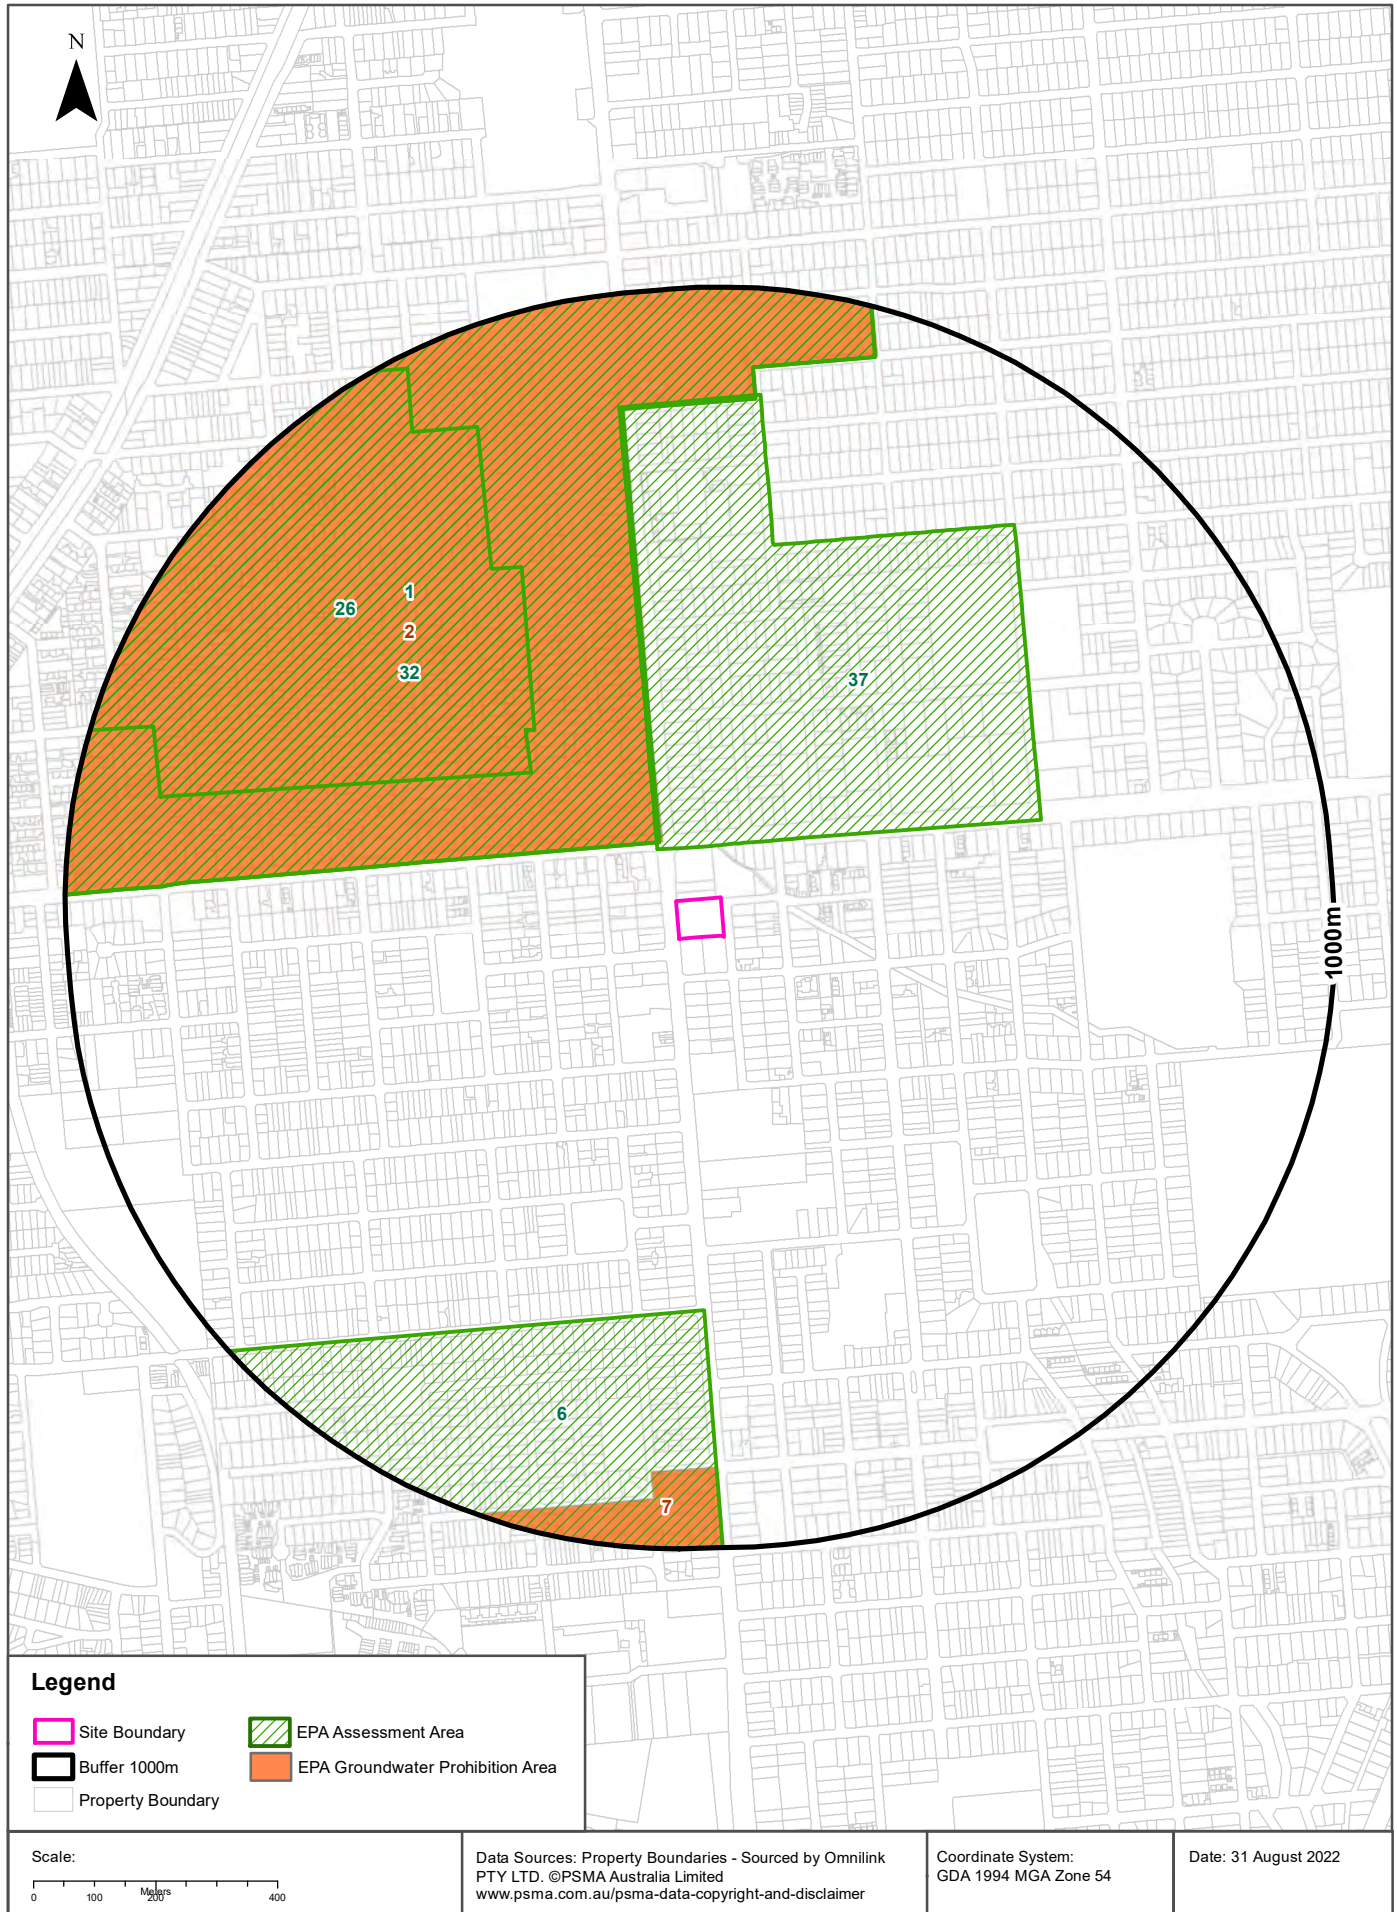 N
1
26
2
32
37
1000m
6
7
Legend
Site Boundary
EPA Assessment Area
Buffer 1000m
EPA Groundwater Prohibition Area
Property Boundary
Scale:
Meters
0 100 200 400
Data Sources: Property Boundaries - Sourced by Omnilink
PTY LTD. ©PSMA Australia Limited
www.psma.com.au/psma-data-copyright-and-disclaimer
Coordinate System:
GDA 1994 MGA Zone 54
Date: 31 August 2022